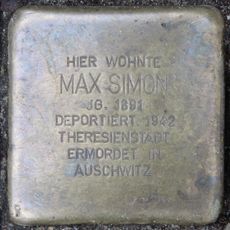 HIER WOHNTE
MAX SIMON
JG. 1891
DEPORTIERT 1942
THERESIENSTADT
ERMORDET IN
AUSCHWITZ